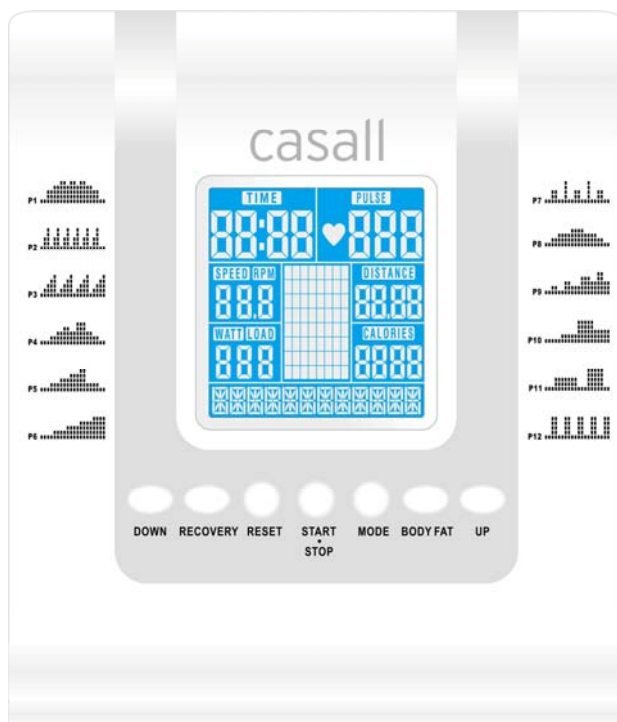 casall
TIME PULSE
88:88 888
SPEED RPM DISTANCE
88.8 88.88
WATT LOAD CALORIES
888 8888
P1
P2
P3
P4
P5
P6
P7
P8
P9
P10
P11
P12
DOWN RECOVERY RESET START MODE BODY FAT UP
•
STOP